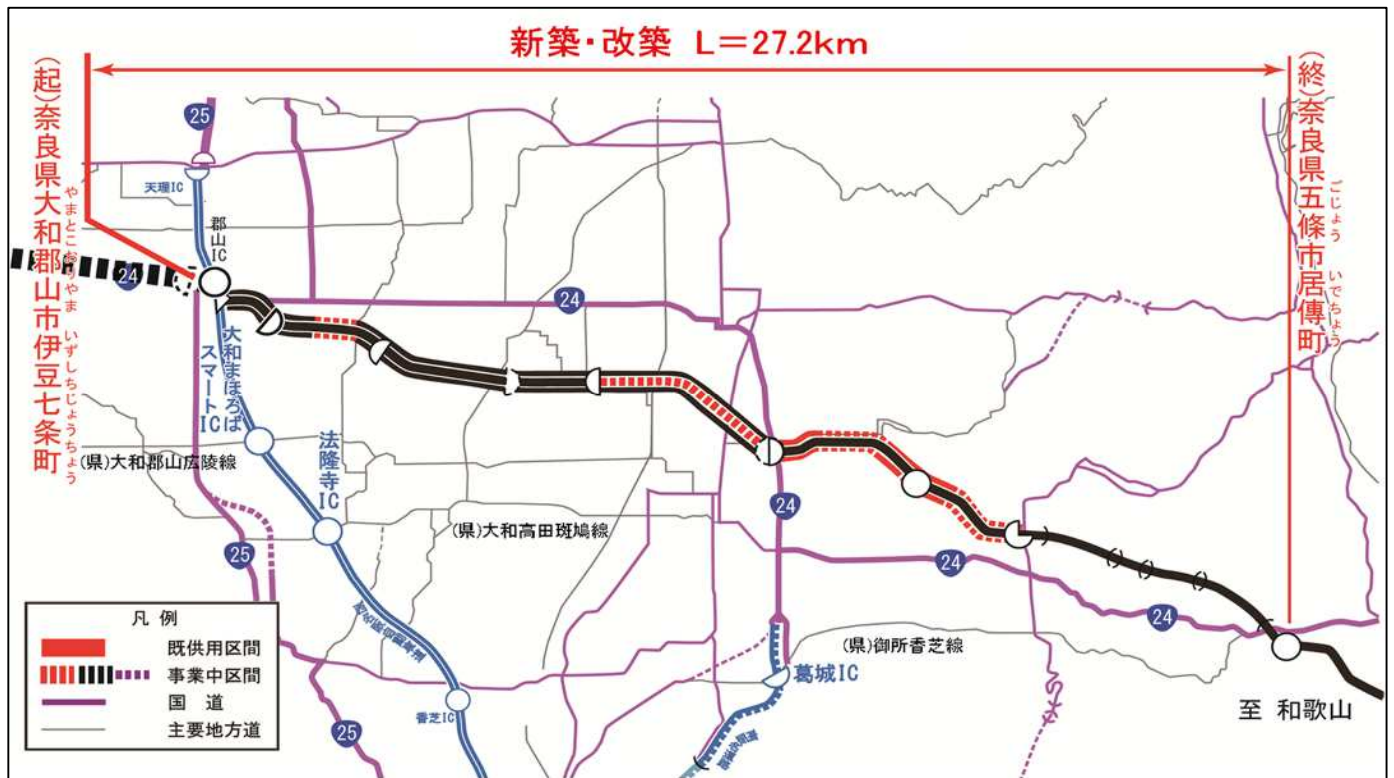 新築・改築 L=27.2km
(起)奈良県大和郡山市伊豆七条町
やまとこおりやま いずしちじょうちょう
(終)奈良県五條市居傳町
ごじょう いでちょう
25
天理IC
郡山IC
24
24
大和まほろば
スマートIC
法隆寺
IC
(県)大和郡山広陵線
(県)大和高田斑鳩線
24
25
24
24
(県)御所香芝線
葛城IC
香芝IC
25
至 和歌山
凡 例
既供用区間
事業中区間
国 道
主要地方道